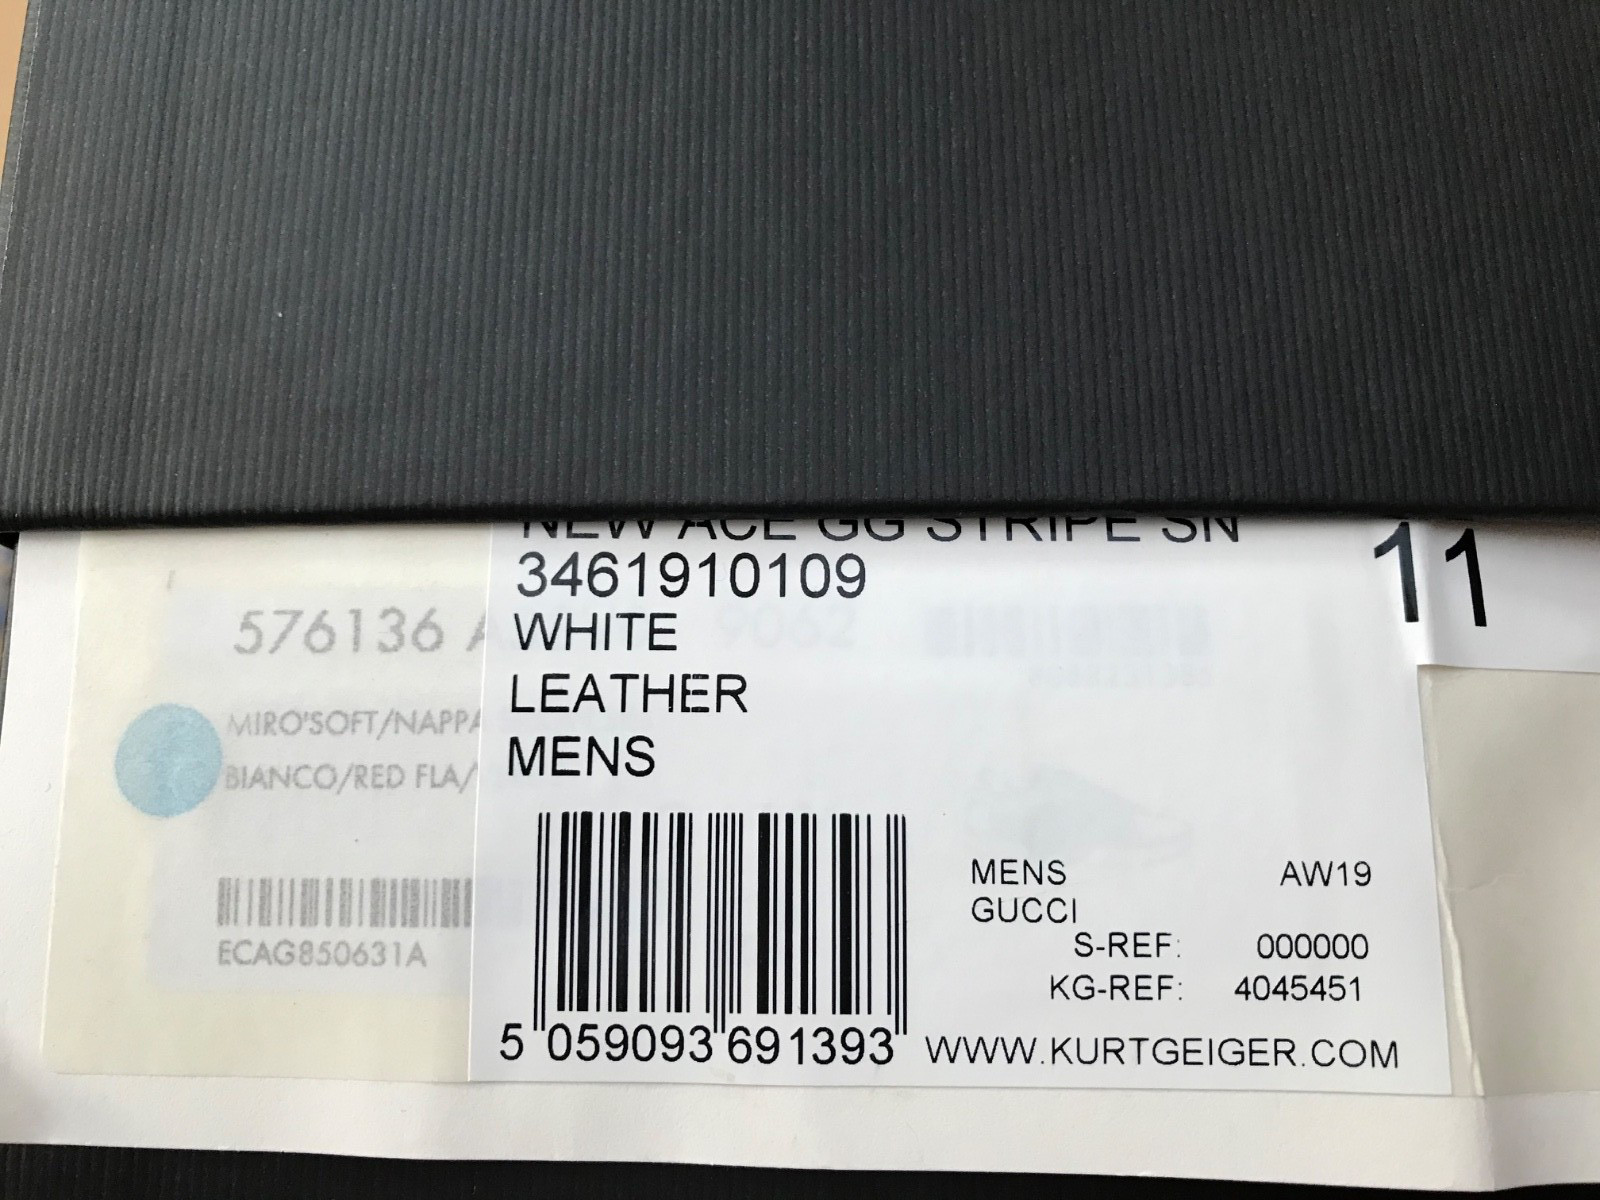 NEW ACE GG STRIPE SN
11
3461910109
WHITE
LEATHER
MENS
576136 A 9062
MIRO'SOFT/NAPPA
BIANCO/RED FLA/
ECAG850631A
5 059093 691393
MENS AW19
GUCCI
S-REF: 000000
KG-REF: 4045451
WWW.KURTGEIGER.COM